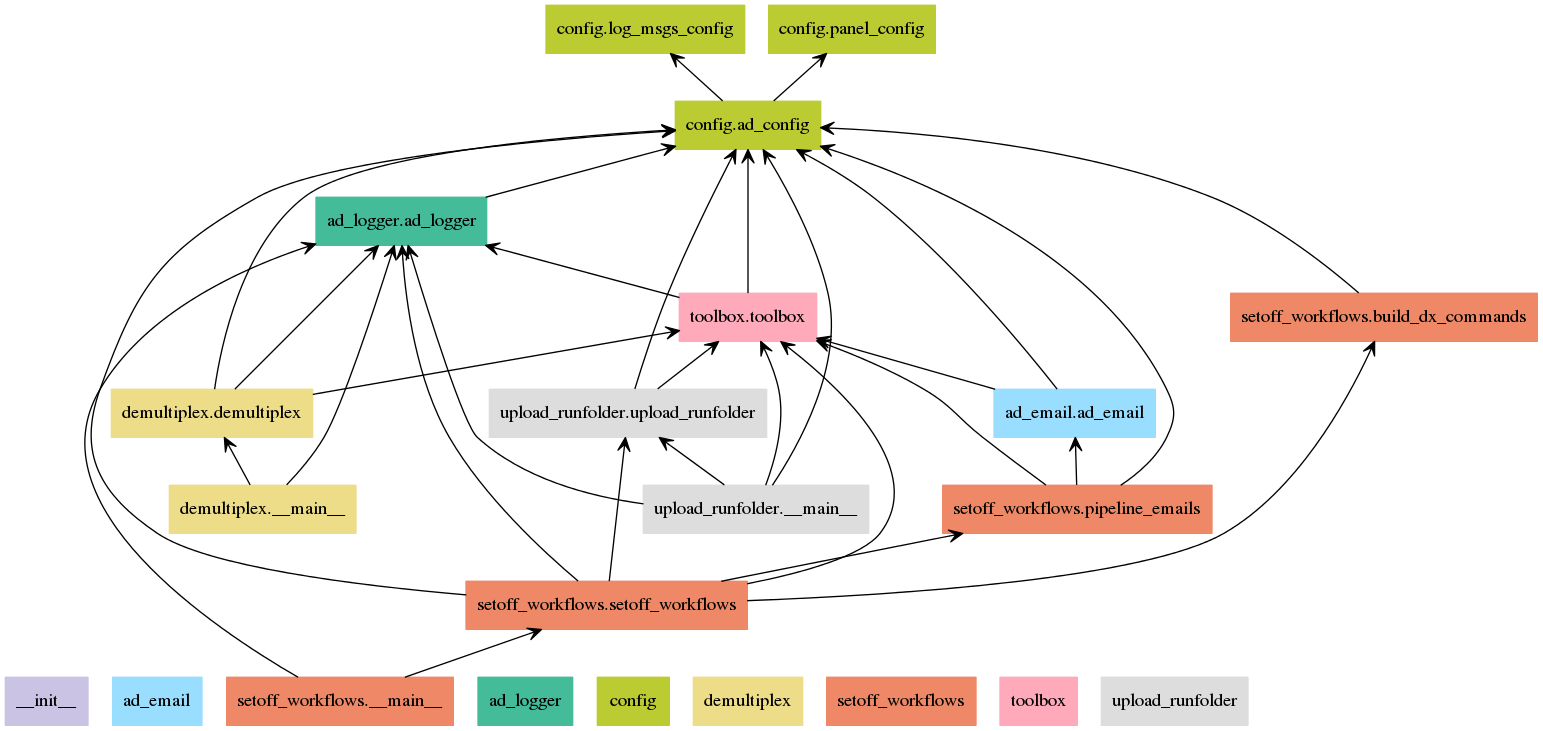 config.log_msgs_config
config.panel_config
config.ad_config
ad_logger.ad_logger
toolbox.toolbox
setoff_workflows.build_dx_commands
demultiplex.demultiplex
upload_runfolder.upload_runfolder
ad_email.ad_email
demultiplex.__main__
upload_runfolder.__main__
setoff_workflows.pipeline_emails
setoff_workflows.setoff_workflows
__init__
ad_email
setoff_workflows.__main__
ad_logger
config
demultiplex
setoff_workflows
toolbox
upload_runfolder